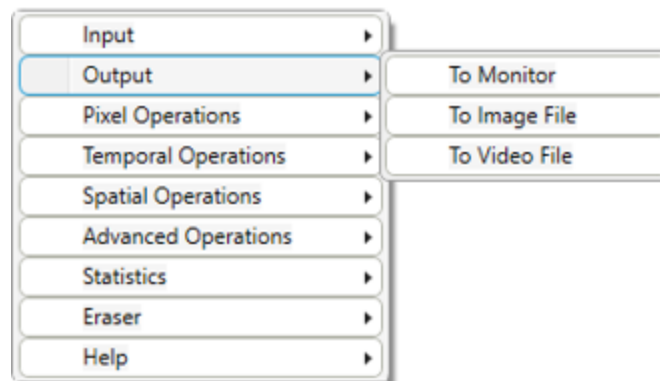 Input
Output
To Monitor
Pixel Operations
To Image File
Temporal Operations
To Video File
Spatial Operations
Advanced Operations
Statistics
Eraser
Help